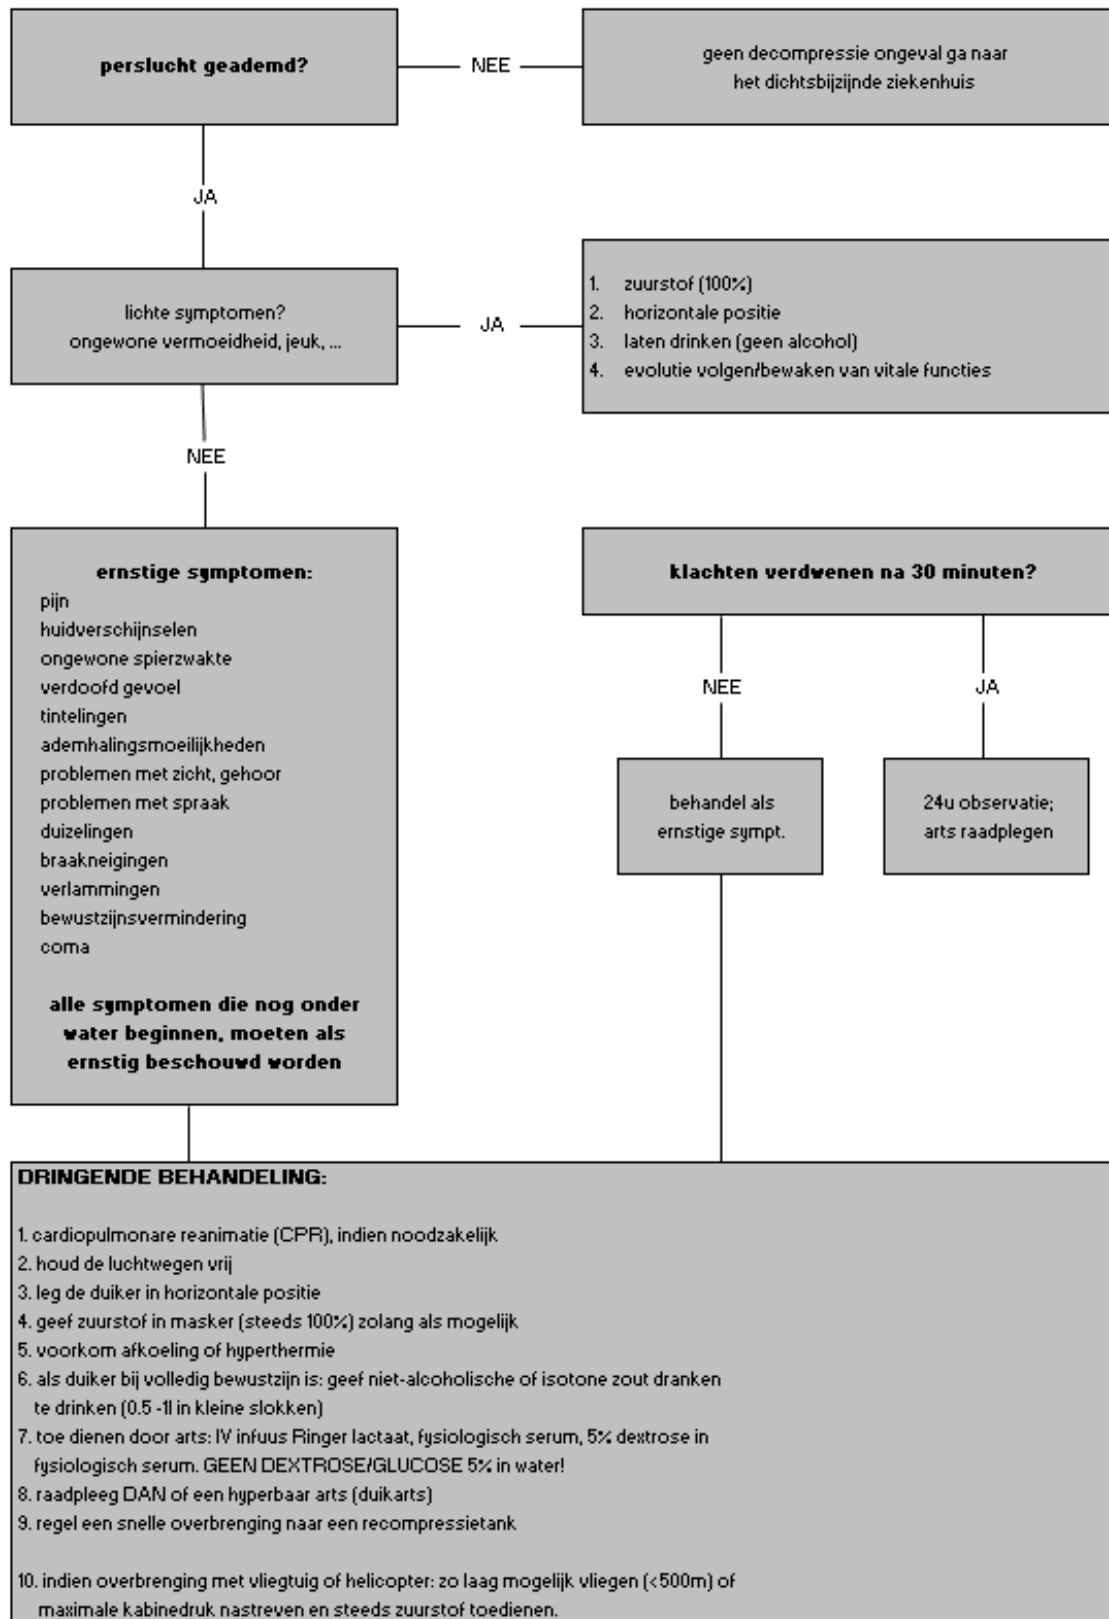 perslucht geademd?
NEE
geen decompressie ongeval ga naar
het dichtsbijzijnde ziekenhuis
JA
lichte symptomen?
ongewone vermoeidheid, jeuk, ...
JA
1. zuurstof (100%)
2. horizontale positie
3. laten drinken (geen alcohol)
4. evolutie volgen/bewaken van vitale functies
NEE
ernstige symptomen:
pijn
huidverschijnselen
ongewone spierzwakte
verdoofd gevoel
tintelingen
ademhalingsmoeilijkheden
problemen met zicht, gehoor
problemen met spraak
duizelingen
braakneigingen
verlammingen
bewustzijnsvermindering
coma
alle symptomen die nog onder
water beginnen, moeten als
ernstig beschouwd worden
klachten verdwenen na 30 minuten?
NEE
JA
behandel als
ernstige sympt.
24u observatie;
arts raadplegen
DRINGENDE BEHANDELING:
1. cardiopulmonare reanimatie (CPR), indien noodzakelijk
2. houd de luchtwegen vrij
3. leg de duiker in horizontale positie
4. geef zuurstof in masker (steeds 100%) zolang als mogelijk
5. voorkom afkoeling of hyperthermie
6. als duiker bij volledig bewustzijn is: geef niet-alcoholische of isotone zout dranken
te drinken (0.5 -1l in kleine slokken)
7. toe dienen door arts: IV infuus Ringer lactaat, fysiologisch serum, 5% dextrose in
fysiologisch serum. GEEN DEXTROSE/GLUCOSE 5% in water!
8. raadpleeg DAN of een hyperbaar arts (duikarts)
9. regel een snelle overbrenging naar een recompressietank
10. indien overbrenging met vliegtuig of helicopter: zo laag mogelijk vliegen (<500m) of
maximale kabinedruk nastreven en steeds zuurstof toedienen.